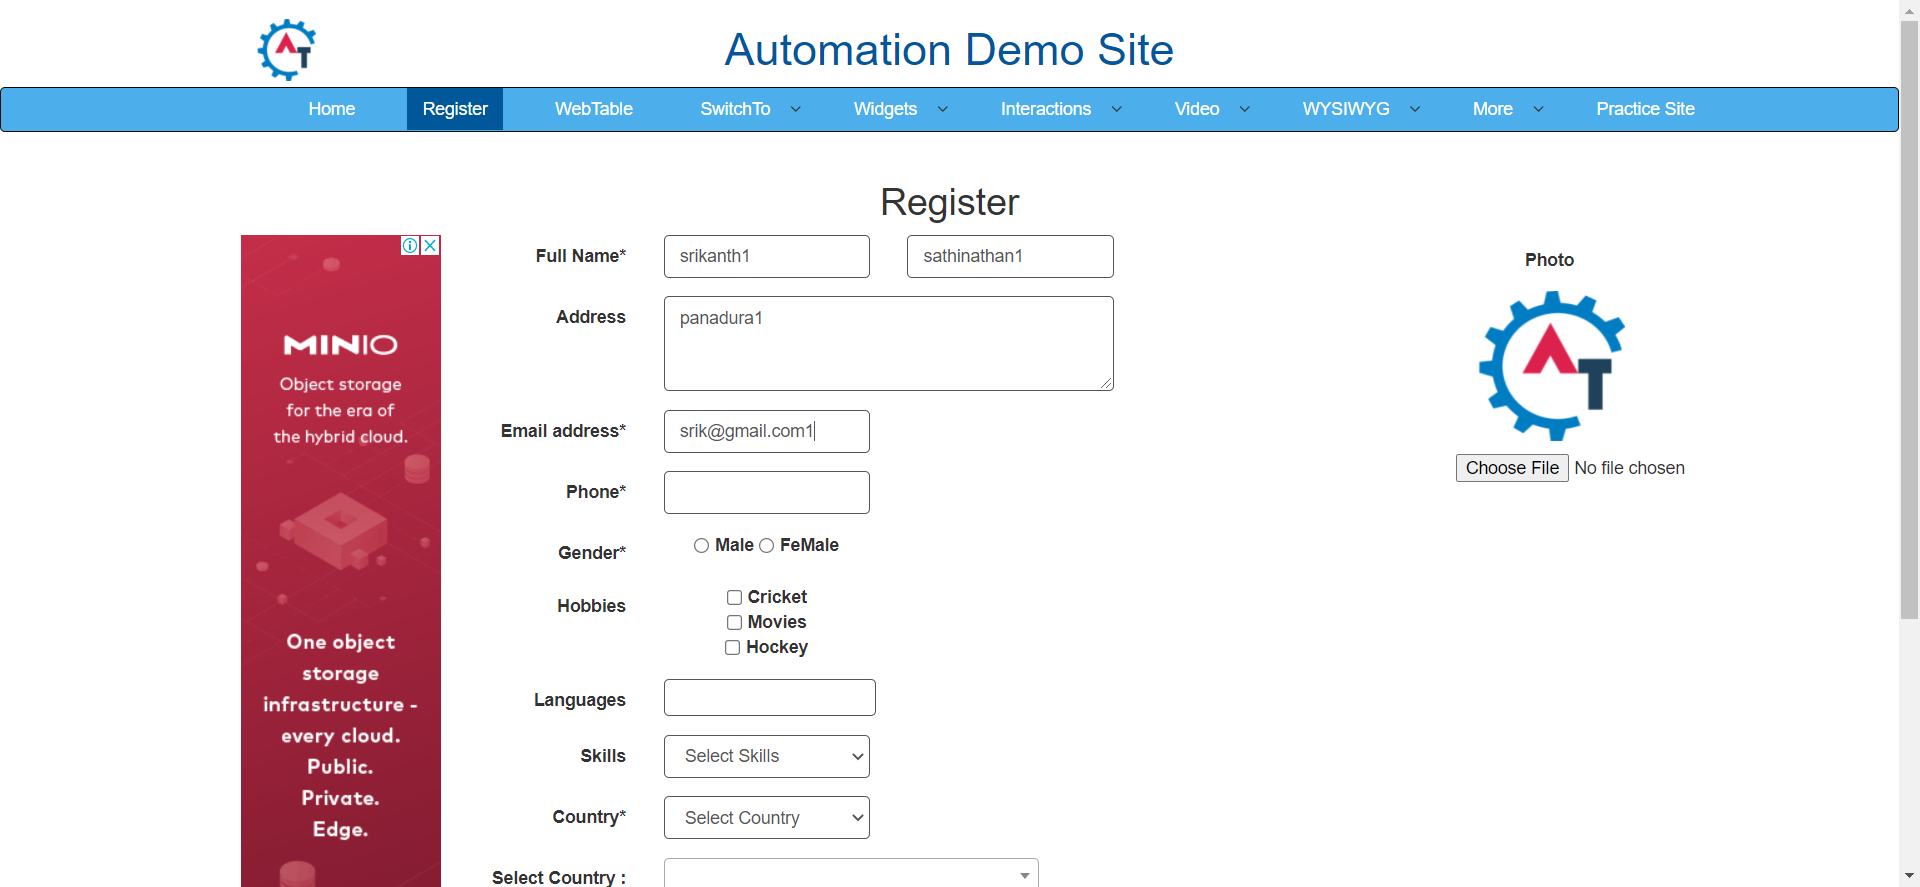 AT
Automation Demo Site
Home Register WebTable SwitchTo Widgets Interactions Video WYSIWYG More Practice Site
Register
MINIO
Object storage
for the era of
the hybrid cloud.
One object
storage
infrastructure -
every cloud.
Public.
Private.
Edge.
Full Name* srikanth1 sathinathan1
Address panadura1
Email address* srik@gmail.com1
Phone*
Gender* Male FeMale
Hobbies Cricket
Movies
Hockey
Languages
Skills Select Skills
Country* Select Country
Select Country :
Photo
AT
Choose File No file chosen